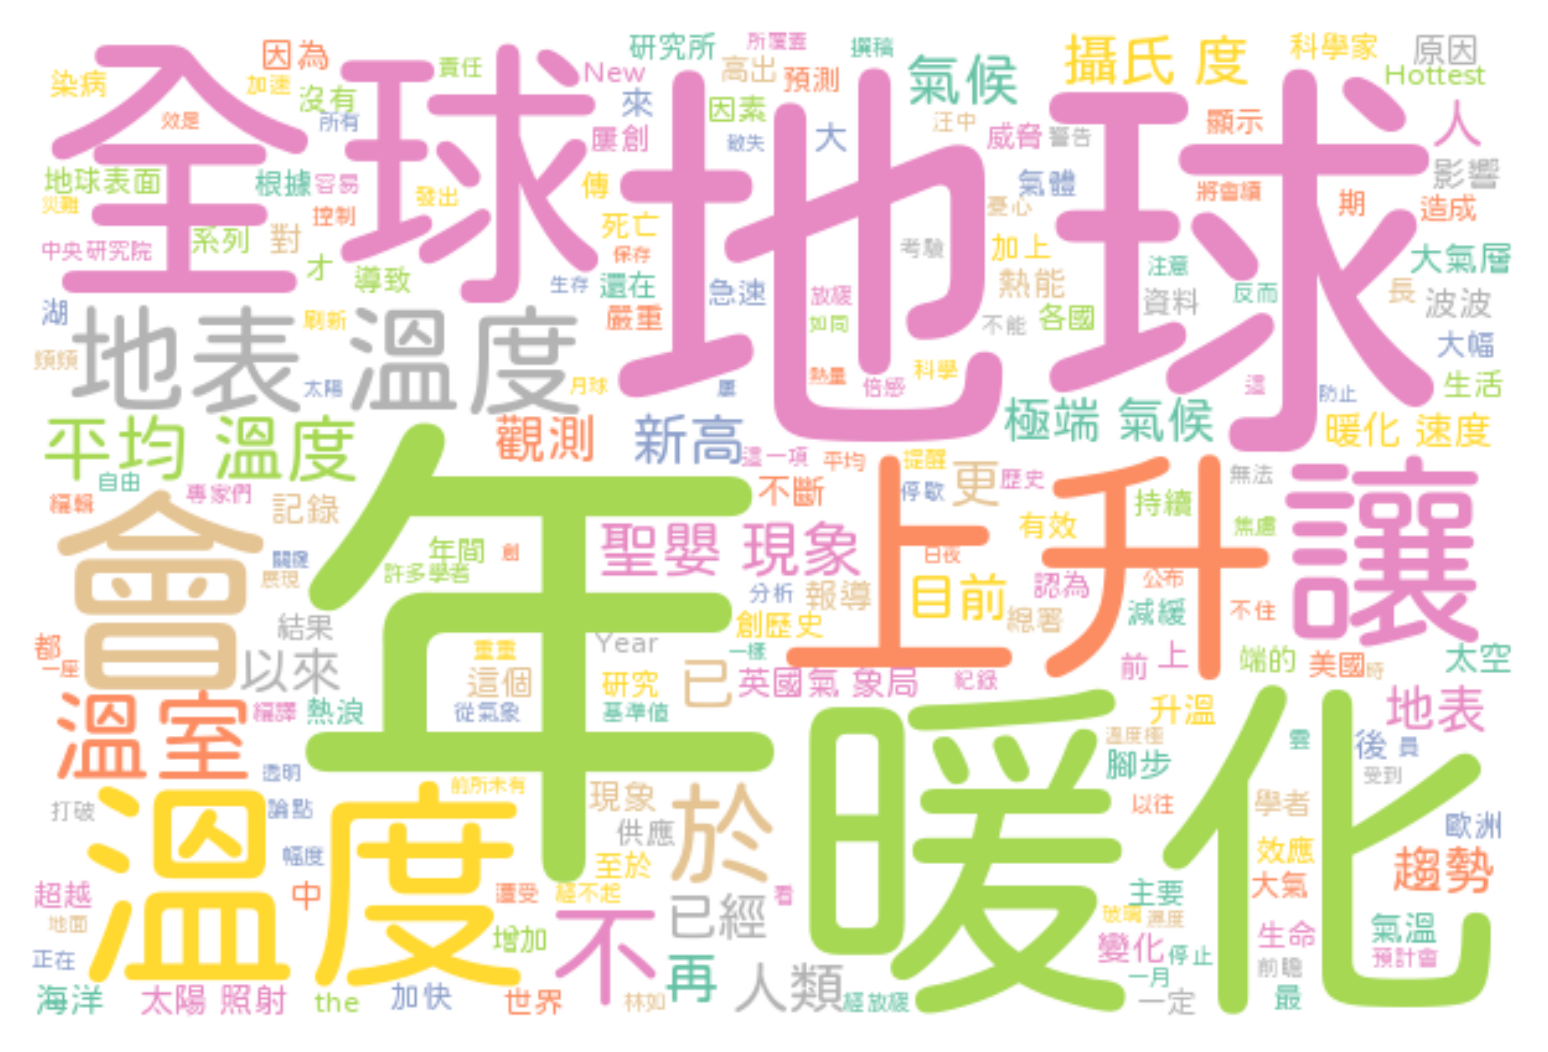 全球
地球
因為
研究所
所覆蓋
撰稿
攝氏 度
科學家
原因
染病
加速
責任
New
高出
預測
氣候
Hottest
效是
沒有
所有
來
因素
屢創
散失
大
汪中
威脅
警告
顯示
人
影響
地球表面
災難
根據
容易
發出
傳
氣體
憂心
將會續
期
造成
控制
死亡
中央研究院
系列
對
保存
考驗
加上
大氣層
才
導致
生存
還在
急速
放緩
熱能
注意
資料
反而
長
波波
湖
刷新
嚴重
如同
不能
各國
大幅
地表 溫度
頻頻
太陽
月球
屢
熱量
倍感
科學
這
防止
生活
平均 溫度
觀測
新高
極端 氣候
暖化 速度
這一項
平均
提醒
自由
編輯
專家們
記錄
年
不斷
停歇
更
歷史
上升
持續
無法
讓
有效
焦慮
會
年間
創
聖嬰 現象
日夜
關鍵
展現
許多學者
分析
報導
目前
認為
公布
總署
減緩
不住
都
一座
結果
重重
Year
創歷史
一樣
以來
這個
研究
已
英國氣 象局
紀錄
前
上
端的
美國
時
太空
溫室
編譯
熱浪
從氣象
基準值
升溫
地表
透明
暖化
溫度極
腳步
雲
後
員
受到
溫度
前所未有
現象
於
打破
論點
供應
以往
學者
歐洲
幅度
至於
效應
趨勢
超越
中
遭受
經不起
看
主要
大氣
地面
不
已經
玻璃
濕度
增加
變化
停止
生命
氣溫
正在
再
前瞻
預計會
一月
海洋
太陽 照射
the
加快
世界
林如
人類
經放緩
一定
最